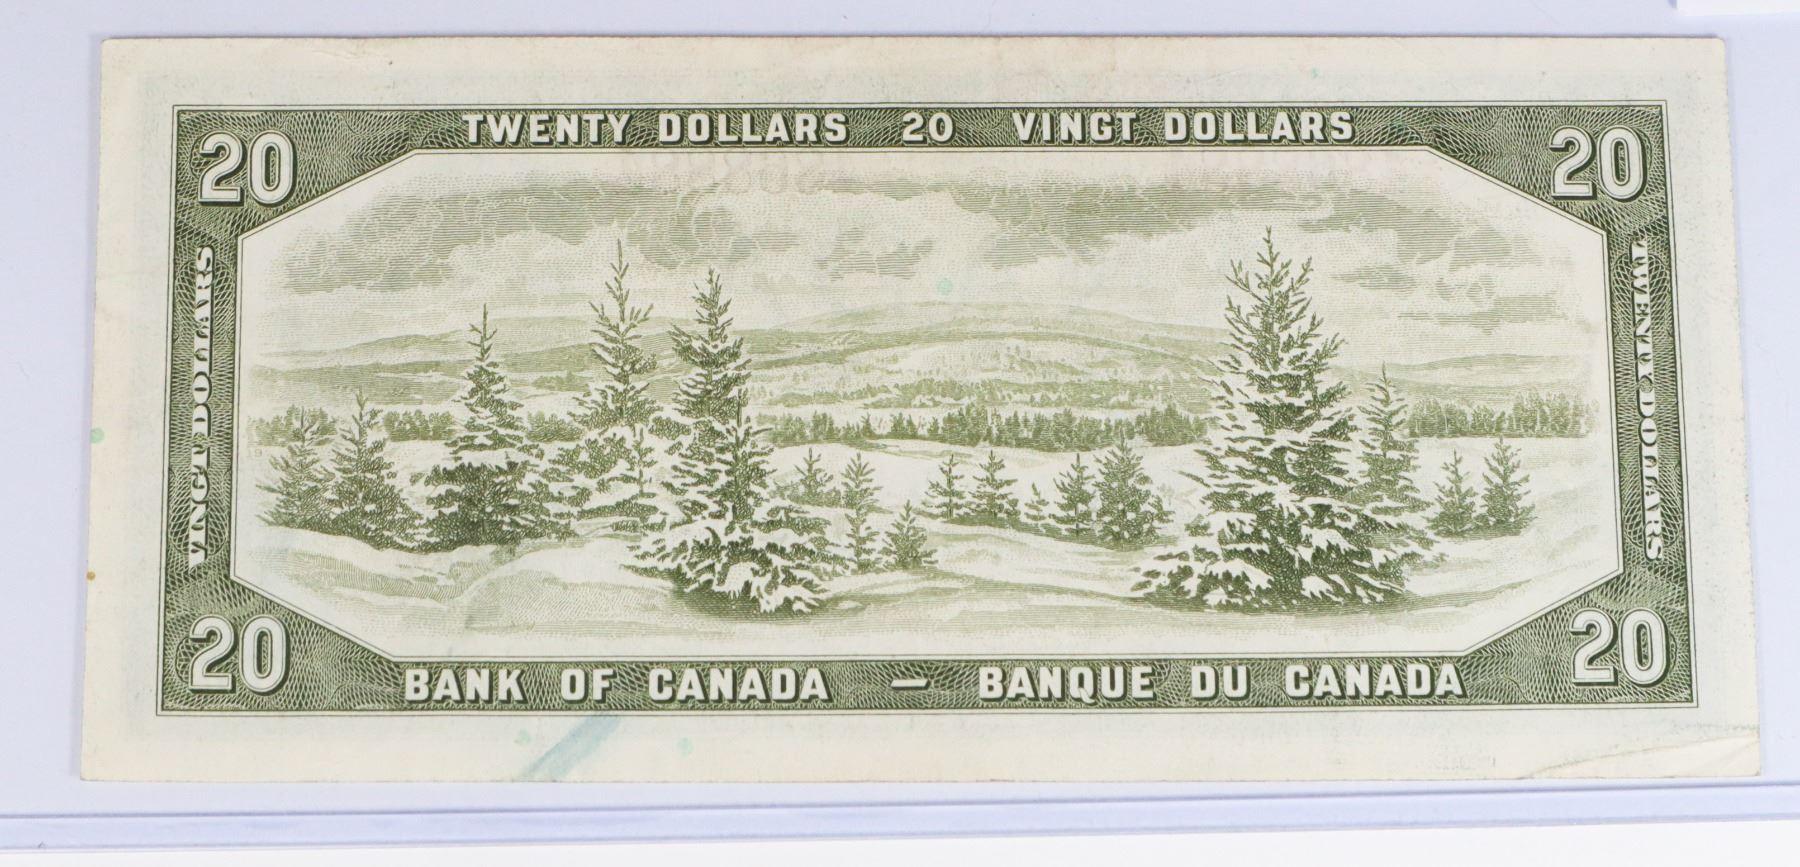 TWENTY DOLLARS 20 VINGT DOLLARS
20
20
VINGT DOLLARS
TWENTY DOLLARS
20
20
BANK OF CANADA – BANQUE DU CANADA